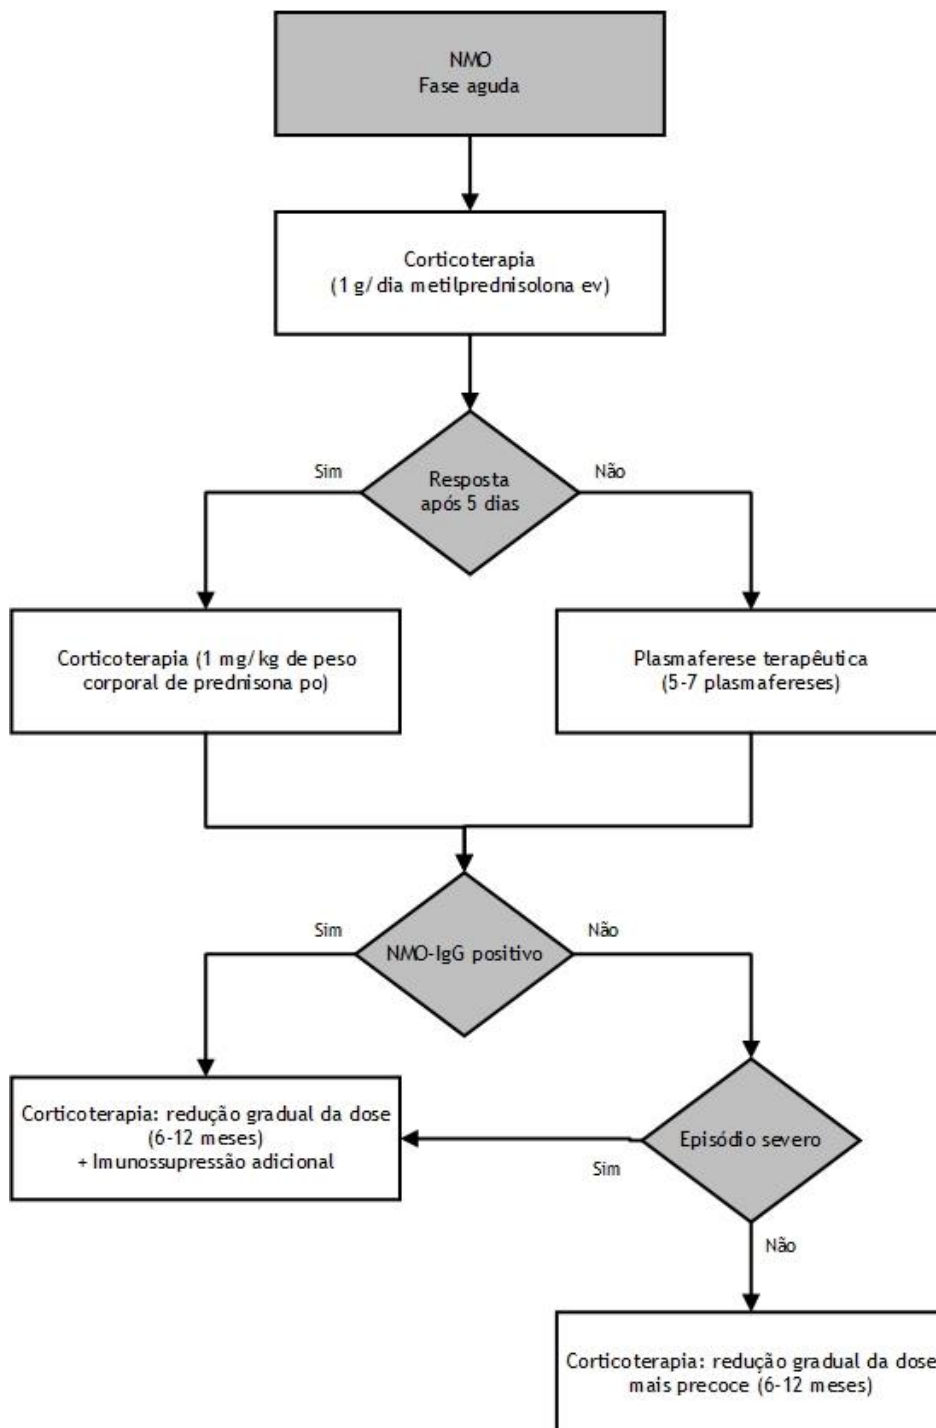 NMO
Fase aguda
Corticoterapia
(1 g/dia metilprednisolona ev)
Resposta
após 5 dias
Sim
Não
Corticoterapia (1 mg/kg de peso
corporal de prednisona po)
Plasmaferese terapêutica
(5-7 plasmafereses)
NMO-IgG positivo
Sim
Não
Corticoterapia: redução gradual da dose
(6-12 meses)
+ Imunossupressão adicional
Episódio severo
Sim
Não
Corticoterapia: redução gradual da dose
mais precoce (6-12 meses)